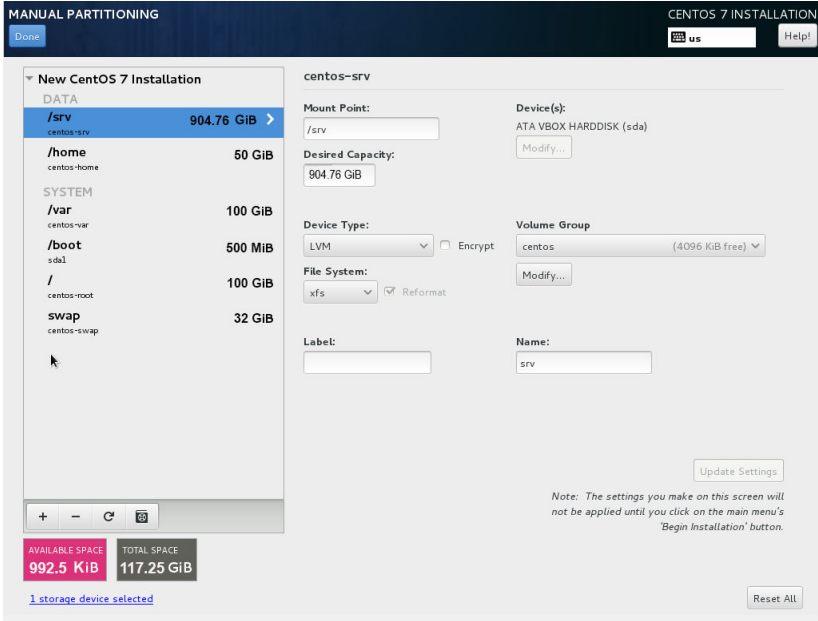 MANUAL PARTITIONING
CENTOS 7 INSTALLATION
Done
us
Help!
New CentOS 7 Installation
DATA
/srv
904.76 GiB
centos-srv
/home
50 GiB
centos-home
SYSTEM
/var
100 GiB
centos-var
/boot
500 MiB
sda1
/
100 GiB
centos-root
swap
32 GiB
centos-swap
+ −
AVAILABLE SPACE
992.5 KiB
TOTAL SPACE
117.25 GiB
1 storage device selected
centos-srv
Mount Point:
/srv
Desired Capacity:
904.76 GiB
Device(s):
ATA VBOX HARDDISK (sda)
Modify...
Device Type:
LVM
Encrypt
Volume Group
centos (4096 KiB free)
Modify...
File System:
xfs
Reformat
Label:
Name:
srv
Update Settings
Note: The settings you make on this screen will
not be applied until you click on the main menu's
'Begin Installation' button.
Reset All